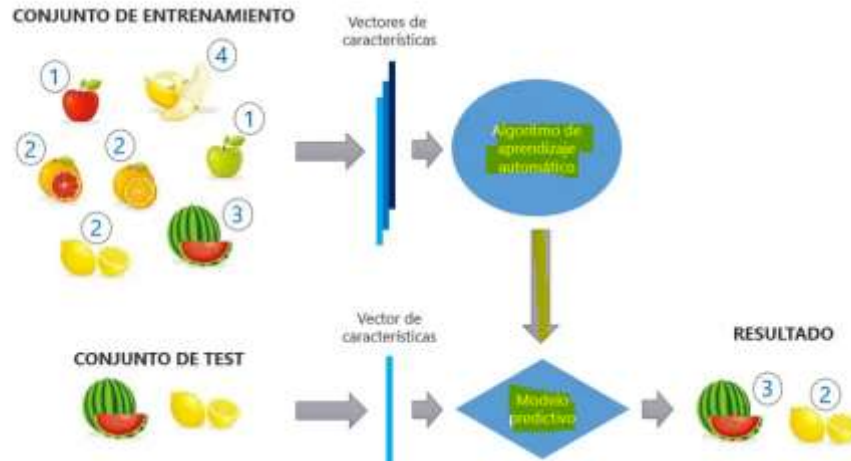 CONJUNTO DE ENTRENAMIENTO
Vectores de
características
1
4
1
2
2
2
3
Algoritmo de
aprendizaje
automático
Vector de
características
CONJUNTO DE TEST
RESULTADO
Modelo
predictivo
3
2